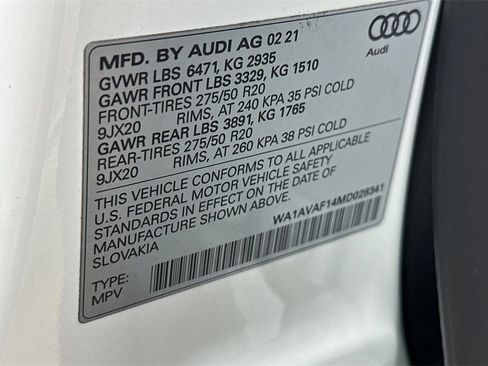 MFD. BY AUDI AG 02 21
GVWR LBS 6471, KG 2935
GAWR FRONT LBS 3329, KG 1510
FRONT-TIRES 275/50 R20
9JX20 RIMS, AT 240 KPA 35 PSI COLD
GAWR REAR LBS 3891, KG 1765
REAR-TIRES 275/50 R20
9JX20 RIMS, AT 260 KPA 38 PSI COLD
THIS VEHICLE CONFORMS TO ALL APPLICABLE
U.S. FEDERAL MOTOR VEHICLE SAFETY
STANDARDS IN EFFECT ON THE DATE OF
MANUFACTURE SHOWN ABOVE.
SLOVAKIA
WA1AVAF14MD028341
TYPE:
MPV
Audi